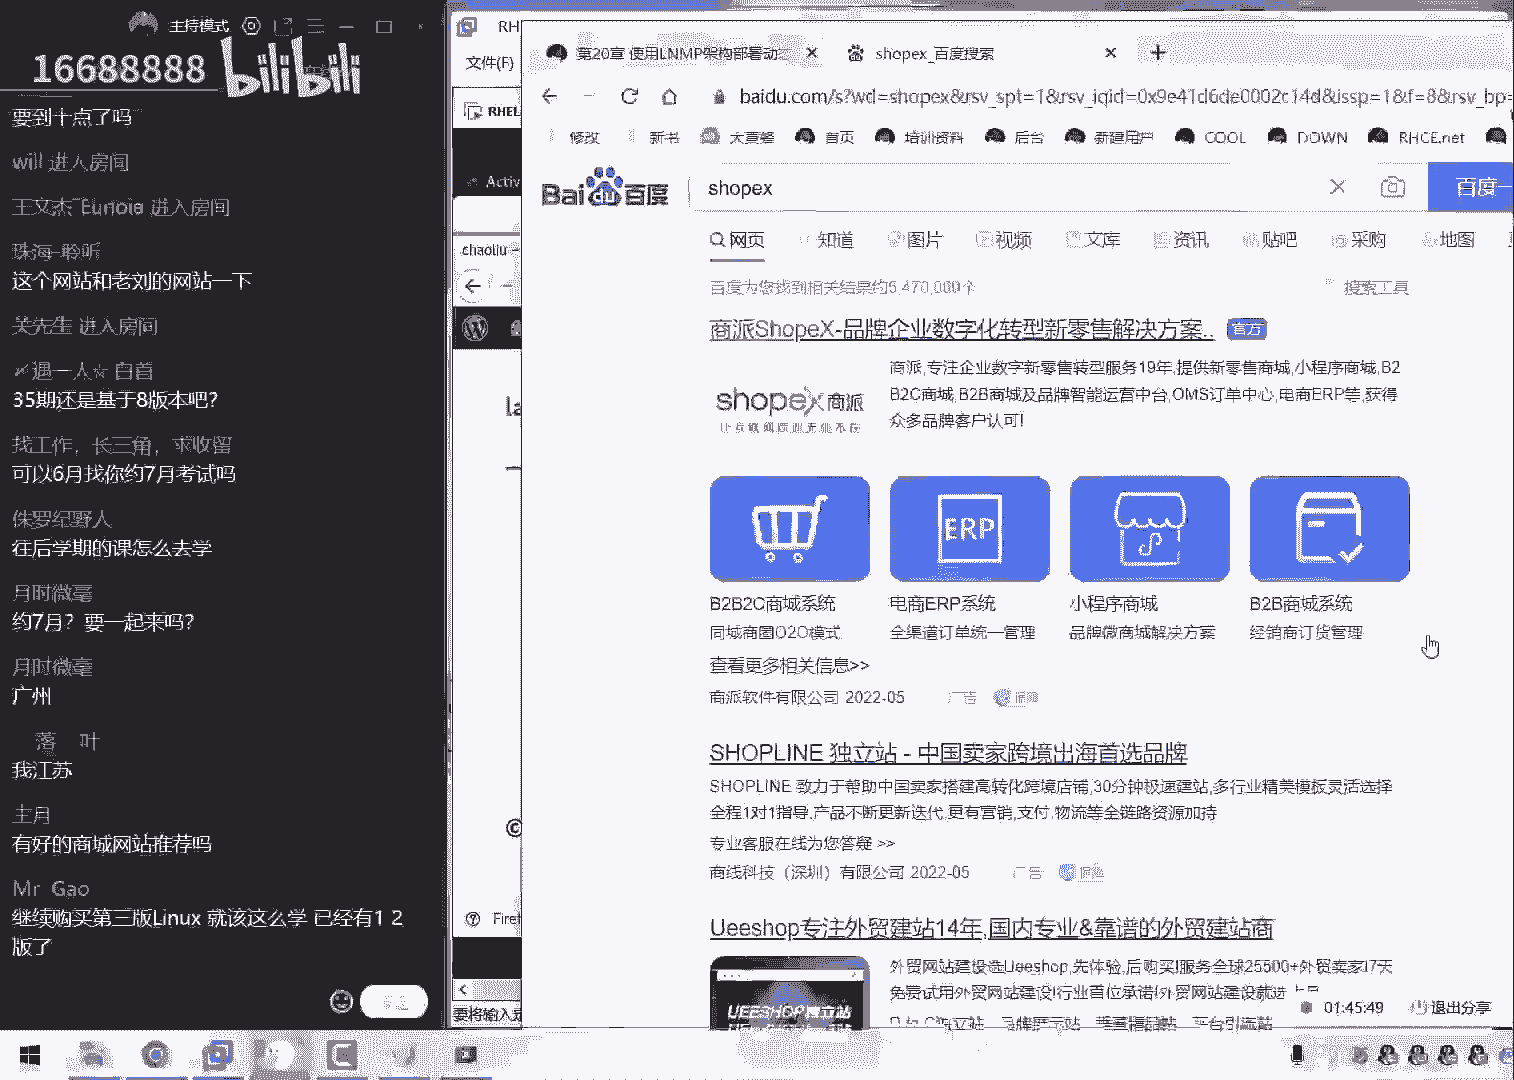 主持模式
16688888 bilibili
要到十点了吗
will 进入房间
王文杰 Eunoia 进入房间
珠海-聆听
这个网站和老刘的网站一下
吴先生 进入房间
遇一人☆白首
35期还是基于8版本吧?
找工作，长三角，求收留
可以6月找你约7月考试吗
侏罗纪野人
往后学期的课怎么去学
月时微毫
约7月？要一起来吗?
月时微毫
广州
落 叶
我江苏
主月
有好的商城网站推荐吗
Mr Gao
继续购买第三版Linux 就该这么学 已经有1 2
版了
RH
文件(F)
RHEL
Activ
chaoliu
Firef
要将输入定
第20章 使用LNMP架构部署动态
shopex_百度搜索
baidu.com/s?wd=shopex&rsv_spt=1&rsv_iqid=0x9e41d6de0002c14d&issp=1&f=8&rsv_bp=
修改 新书 大喜鳗 首页 培训资料 后台 新建用户 COOL DOWN RHCE.net
Bai du 百度
shopex
百度一
网页 知道 图片 视频 文库 资讯 贴吧 采购 地图
百度为您找到相关结果约5,470,000个
搜索工具
商派ShopeX-品牌企业数字化转型新零售解决方案.. 官方
商派,专注企业数字新零售转型服务19年,提供新零售商城,小程序商城,B2
B2C商城,B2B商城及品牌智能运营中台,OMS订单中心,电商ERP等,获得
众多品牌客户认可!
shopex商派
ERP
B2B2C商城系统 电商ERP系统 小程序商城 B2B商城系统
同城商圈O2O模式 全渠道订单统一管理 品牌微商城解决方案 经销商订货管理
查看更多相关信息>>
商派软件有限公司 2022-05 广告 保障
SHOPLINE 独立站 - 中国卖家跨境出海首选品牌
SHOPLINE 致力于帮助中国卖家搭建高转化跨境店铺,30分钟极速建站,多行业精美模板灵活选择
全程1对1指导,产品不断更新迭代,更有营销,支付,物流等全链路资源加持
专业客服在线为您答疑 >>
商线科技（深圳）有限公司 2022-05 广告 保障
Ueeshop专注外贸建站14年,国内专业&靠谱的外贸建站商
外贸网站建设选Ueeshop,先体验,后购买!服务全球25500+外贸卖家!7天
免费试用外贸网站建设!行业首位承诺!外贸网站建设就选
UEESHOP独立站
01:45:49 退出分享